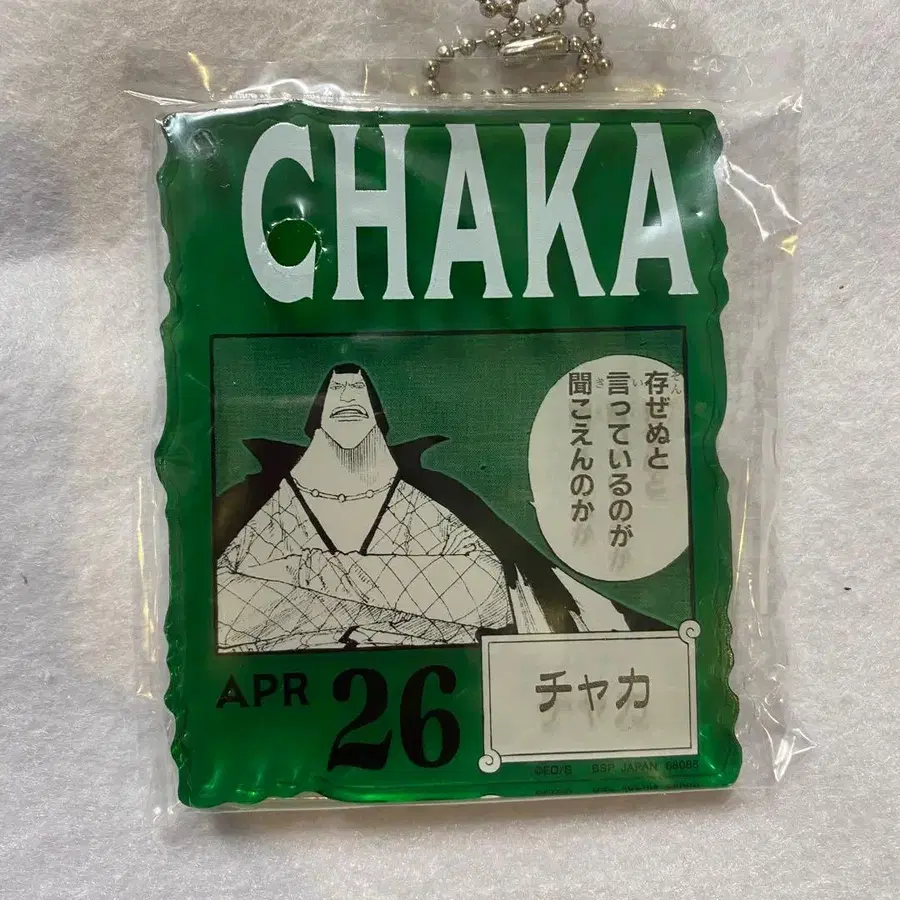 CHAKA
存ぜぬと
言っているのが
聞こえんのか
APR 26
チャカ
©EO/S BSP JAPAN 68086